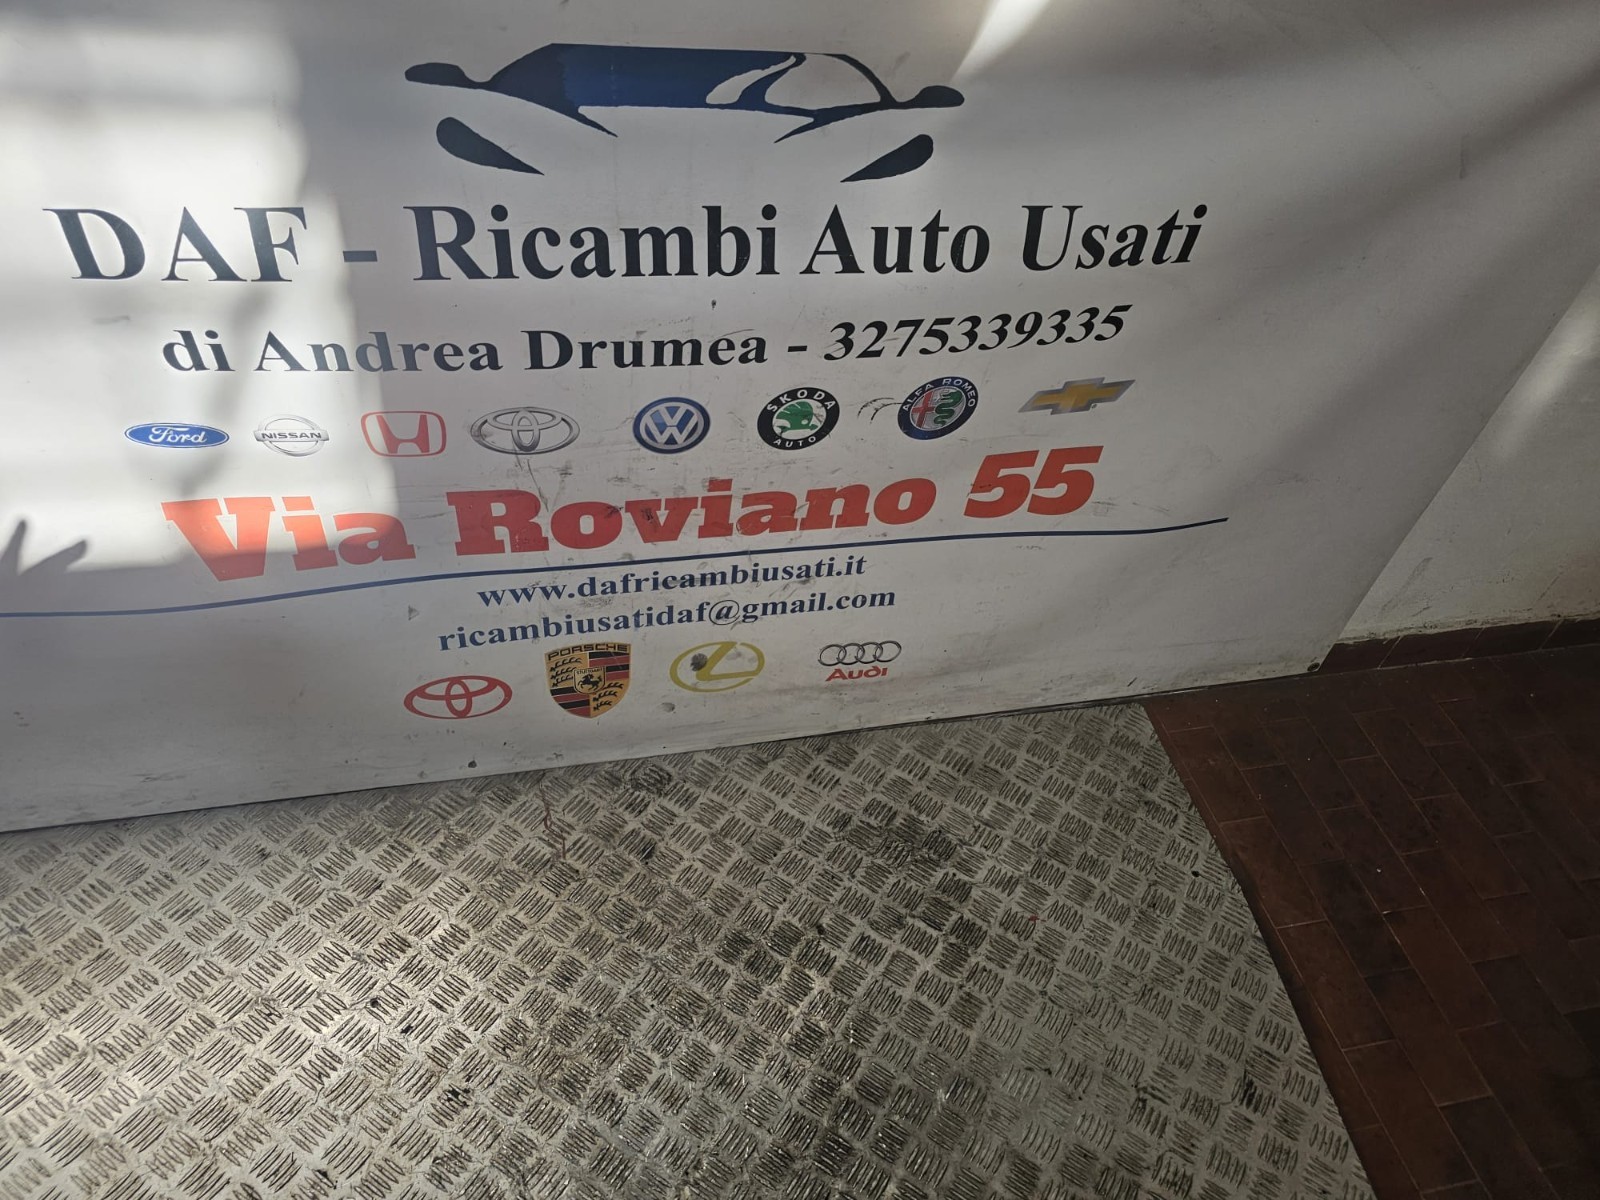 DAF - Ricambi Auto Usati
di Andrea Drumea - 3275339335
Ford NISSAN SKODA AUTO ALFA ROMEO
Via Roviano 55
www.dafricambiusati.it
ricambiusatidaf@gmail.com
PORSCHE Audi